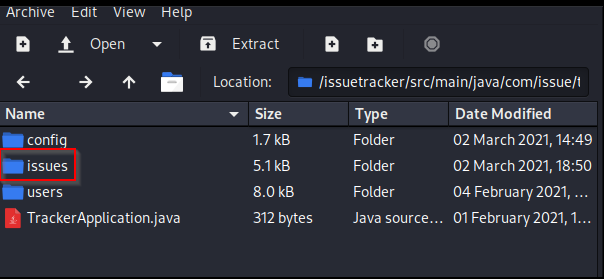 Archive Edit View Help
Open Extract
Location: /issuetracker/src/main/java/com/issue/t
Name Size Type Date Modified
config 1.7 kB Folder 02 March 2021, 14:49
issues 5.1 kB Folder 02 March 2021, 18:50
users 8.0 kB Folder 04 February 2021, ...
TrackerApplication.java 312 bytes Java source... 01 February 2021, 1...